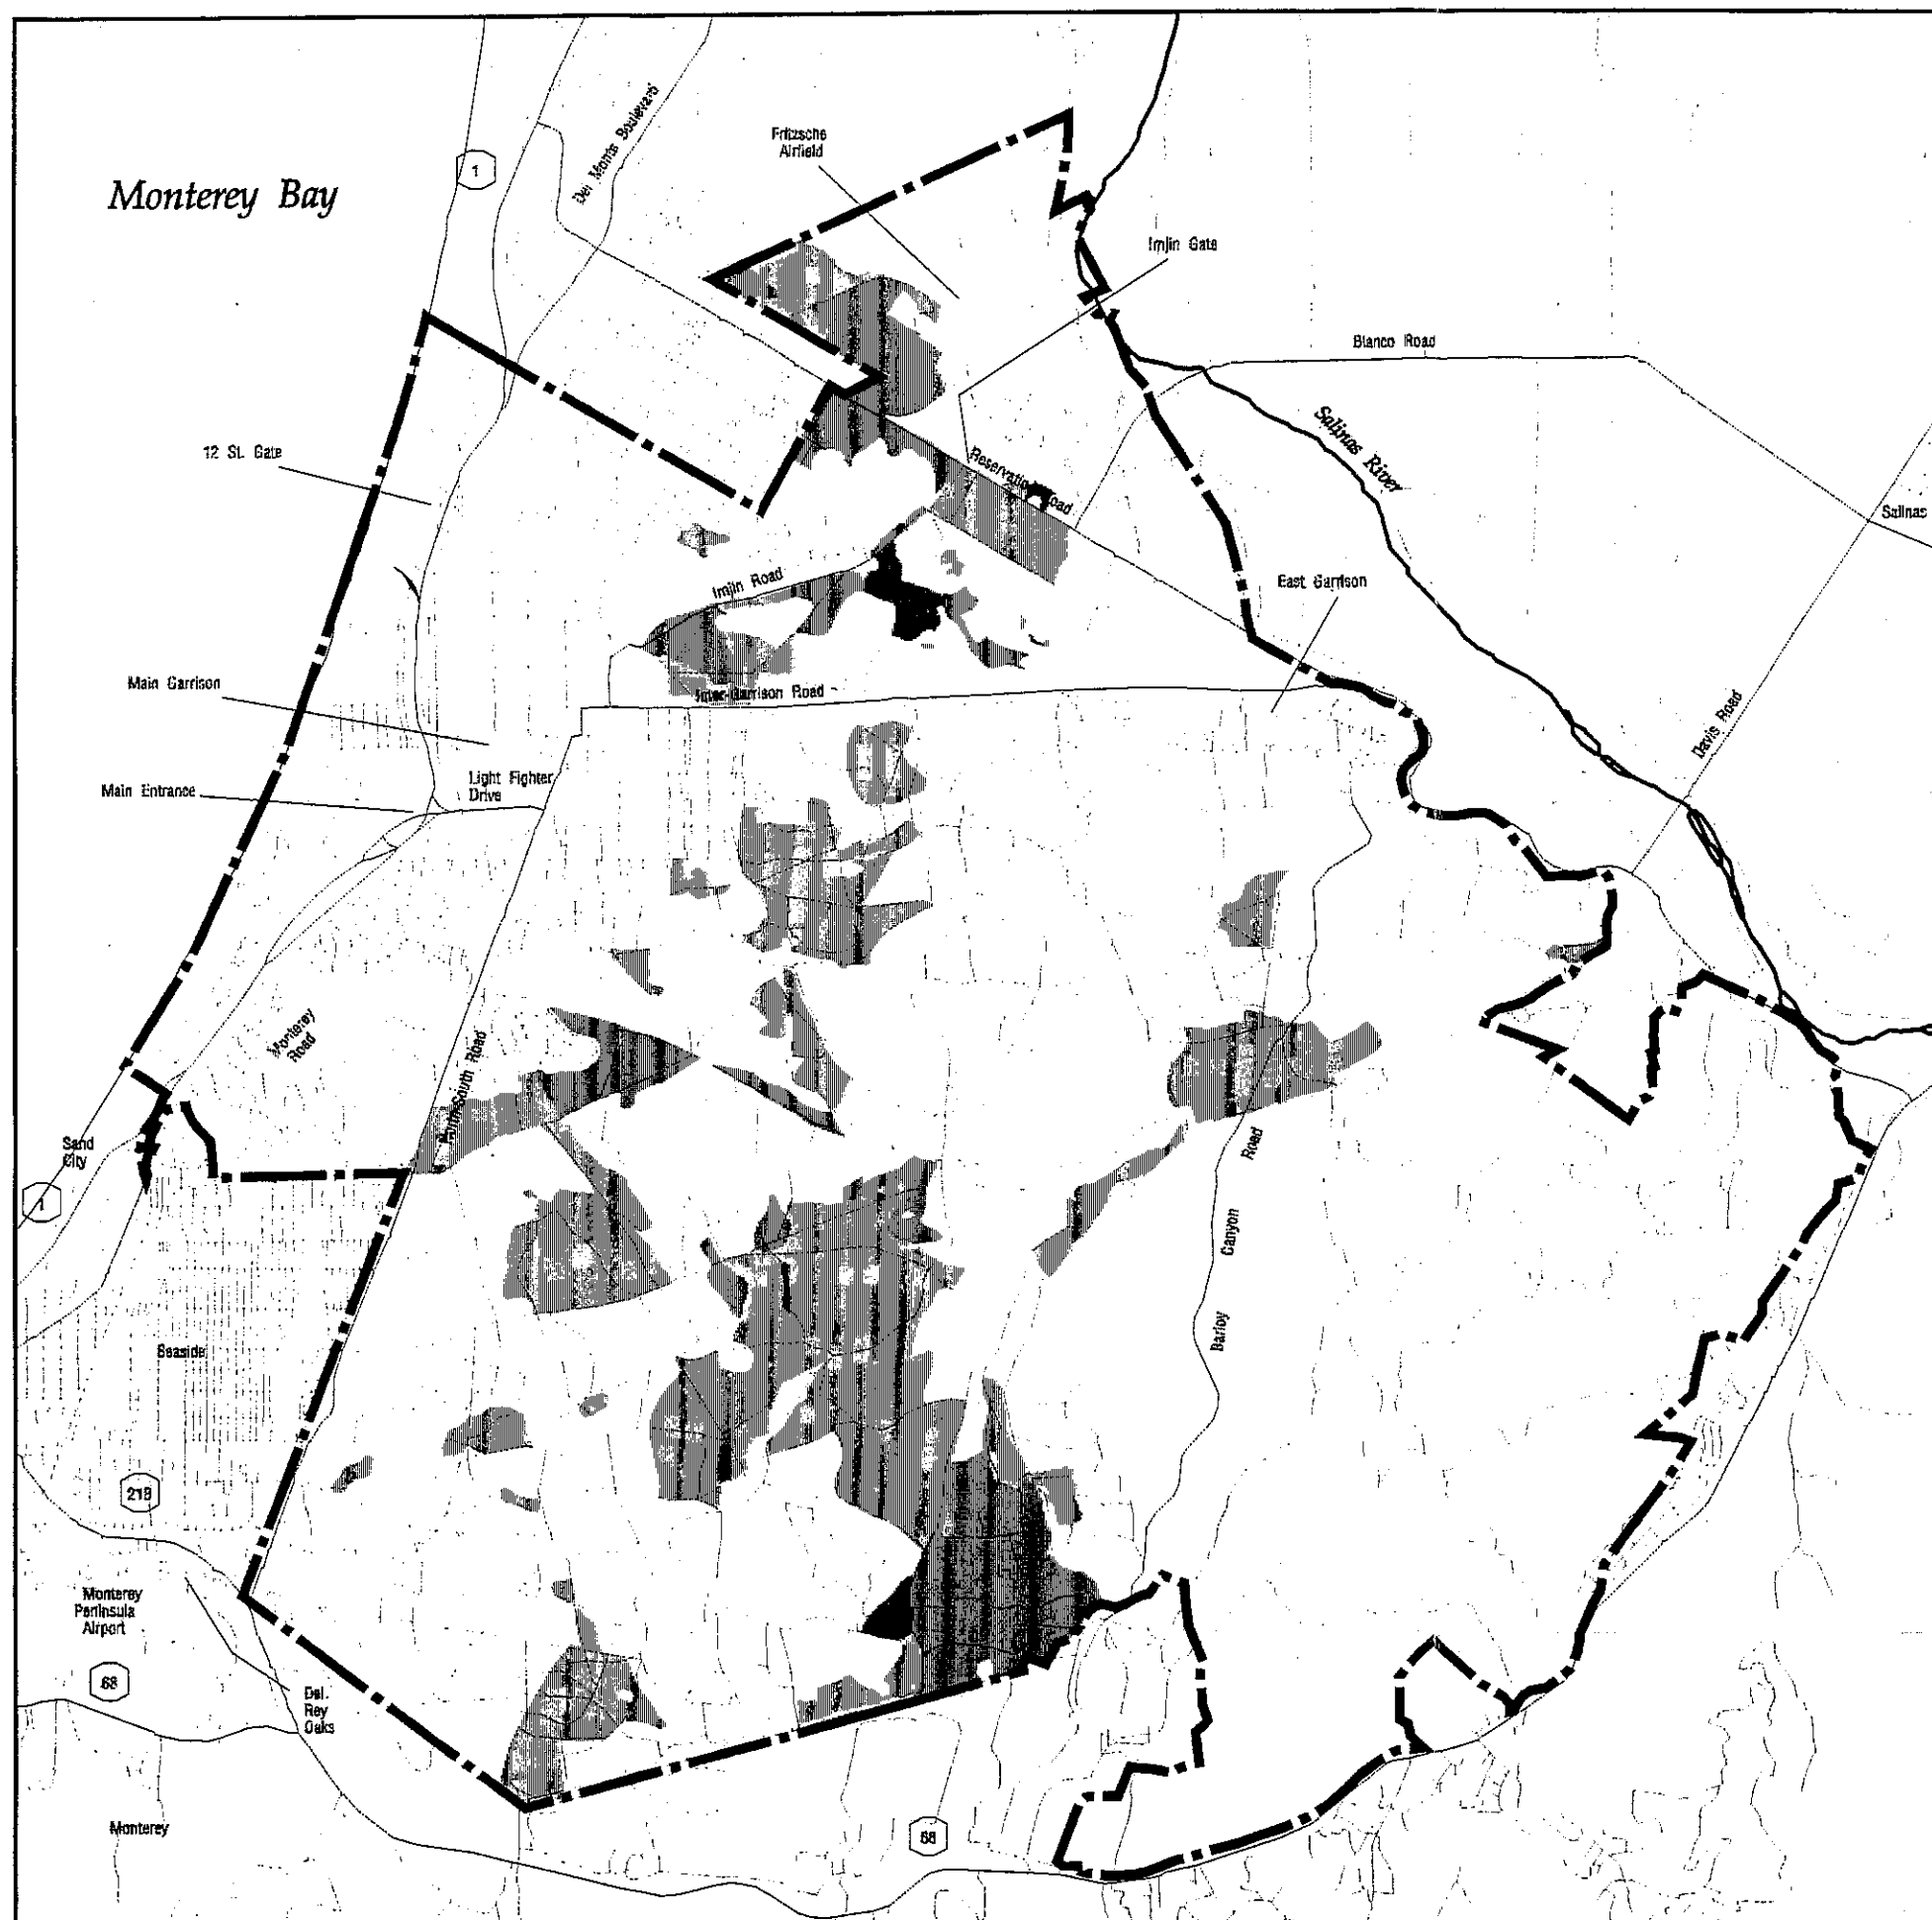 Monterey Bay
1
Del Monte Boulevard
Fritzsche
Airfield
Imjin Gate
Blanco Road
12 St. Gate
Salinas River
Reservation Road
Salinas
Imjin Road
East Garrison
Main Garrison
Inter-Garrison Road
Davis Road
Main Entrance
Light Fighter
Drive
Monterey
Road
North-South Road
Sand
City
1
Barloy Canyon Road
Seaside
218
Monterey
Peninsula
Airport
68
Del
Rey
Oaks
Monterey
68